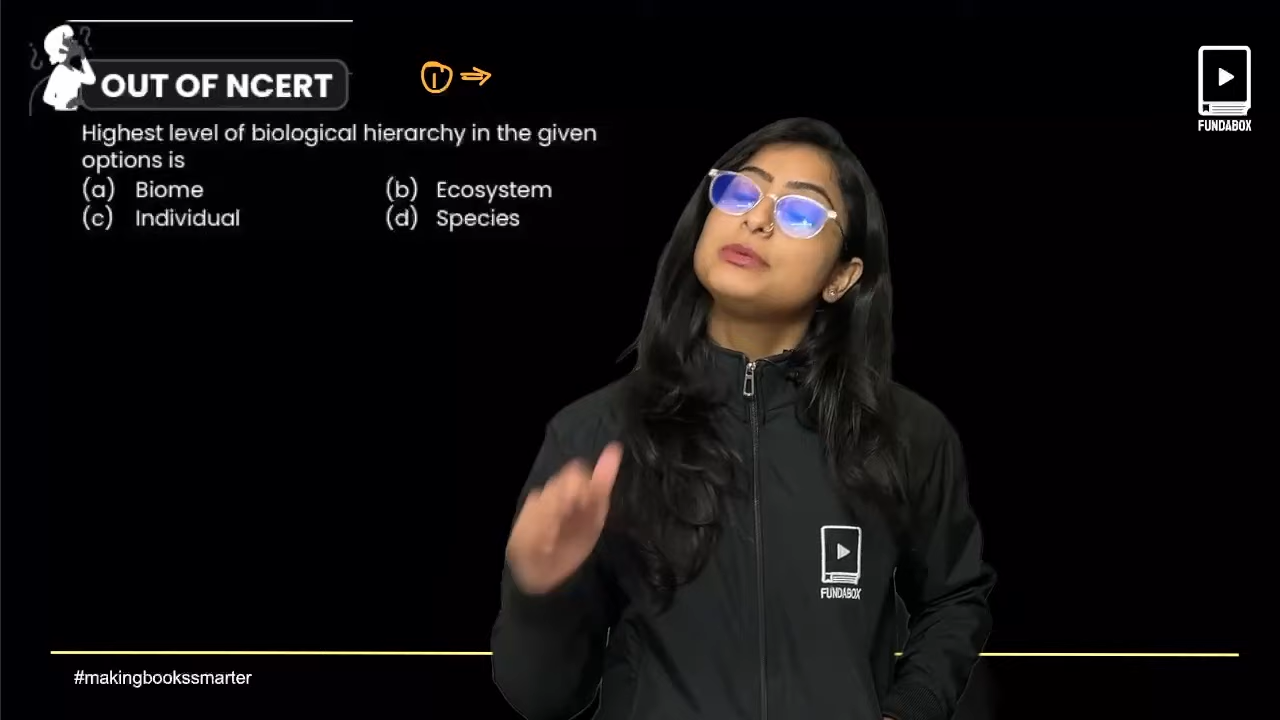 OUT OF NCERT
1 ⇒
FUNDABOX
Highest level of biological hierarchy in the given
options is
(a) Biome (b) Ecosystem
(c) Individual (d) Species
FUNDABOX
#makingbookssmarter